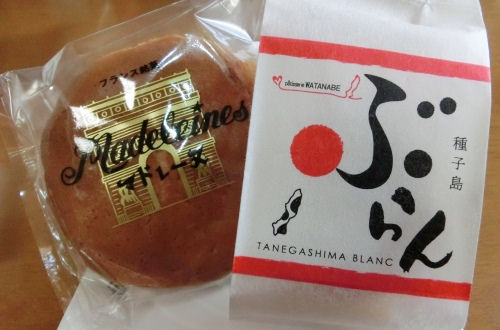 フランス銘菓
Madeleines
マドレーヌ
pâtisserie WATANABE
種子島
ぶらん
TANEGASHIMA BLANC